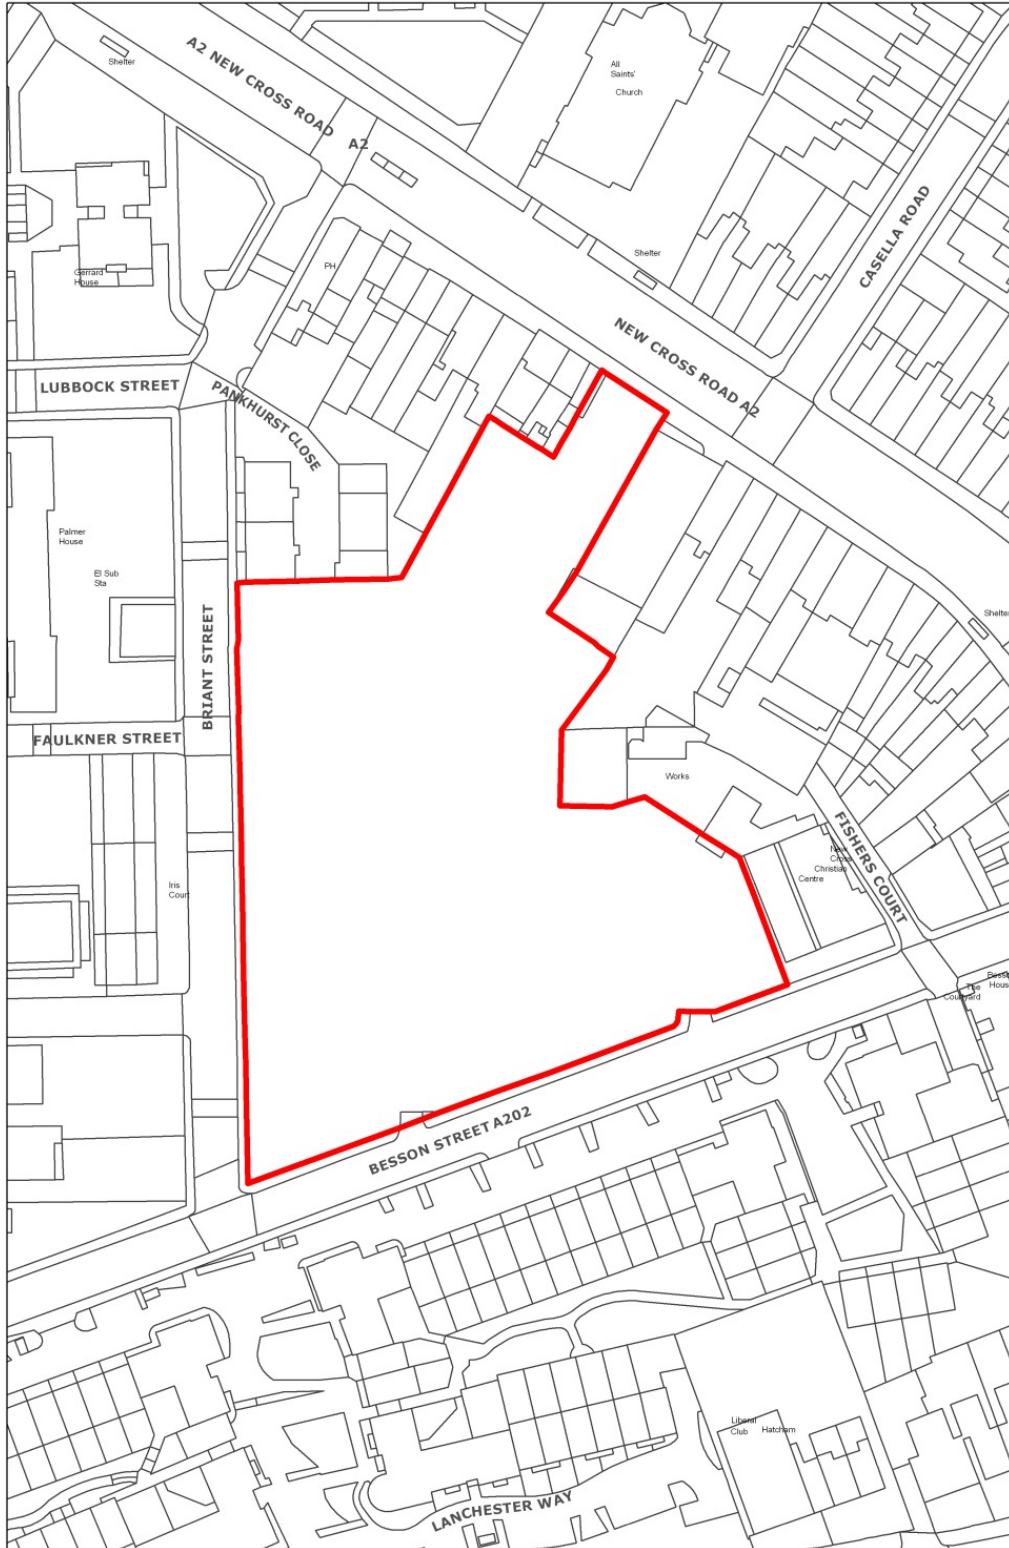 A2 NEW CROSS ROAD
Shelter
All
Saints'
Church
A2
CASELLA ROAD
Shelter
PH
Gerrard
House
NEW CROSS ROAD A2
LUBBOCK STREET
PANKHURST CLOSE
Palmer
House
El Sub
Sta
Shelter
BRIANT STREET
FAULKNER STREET
Works
FISHERS COURT
New
Cross
Christian
Centre
Iris
Court
The
Courtyard
BESSON STREET A202
Liberal
Club
Hatcham
LANCHESTER WAY